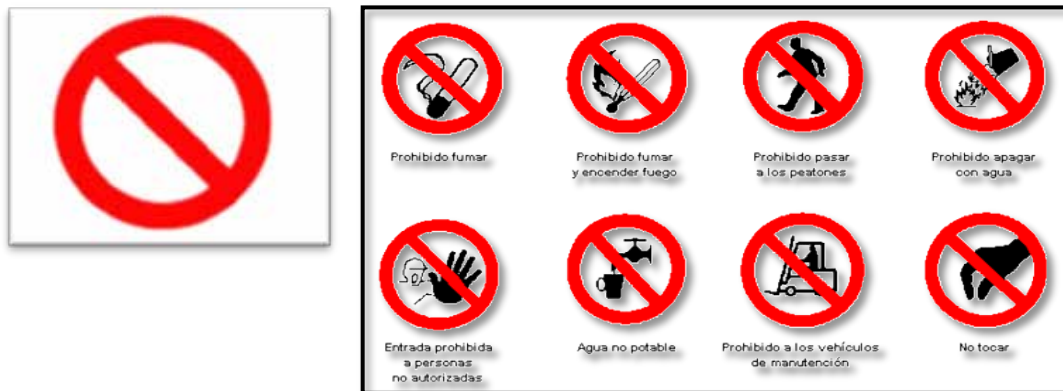 Prohibido fumar
Prohibido fumar
y encender fuego
Prohibido pasar
a los peatones
Prohibido apagar
con agua
Entrada prohibida
a personas
no autorizadas
Agua no potable
Prohibido a los vehículos
de manutención
No tocar